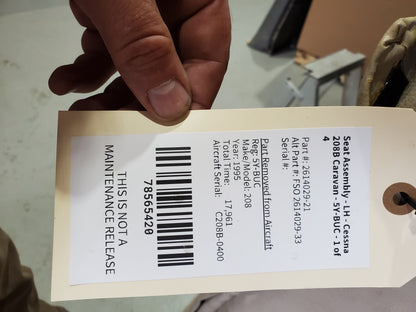 Seat Assembly - LH - Cessna
208B Caravan - 5Y-BUC - 1 of
4
Part #: 2614029-21
Alt Part #: TSO 2614029-33
Serial #:
Part Removed from Aircraft
Reg: 5Y-BUC
Make/Model: 208
Year: 1995
Total Time: 17,961
Aircraft Serial: C208B-0400
78565420
THIS IS NOT A
MAINTENANCE RELEASE